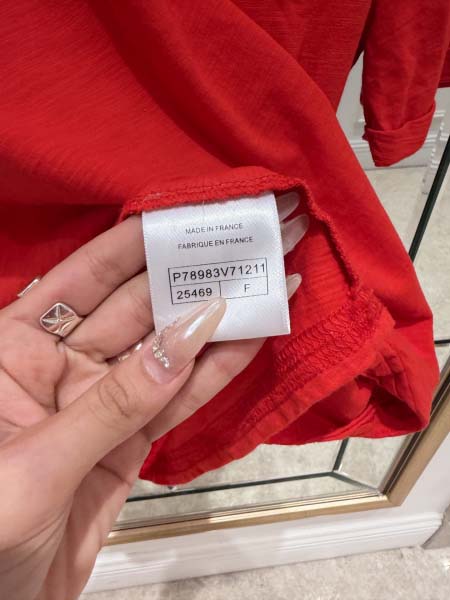 MADE IN FRANCE
FABRIQUE EN FRANCE
P78983V71211
25469 F